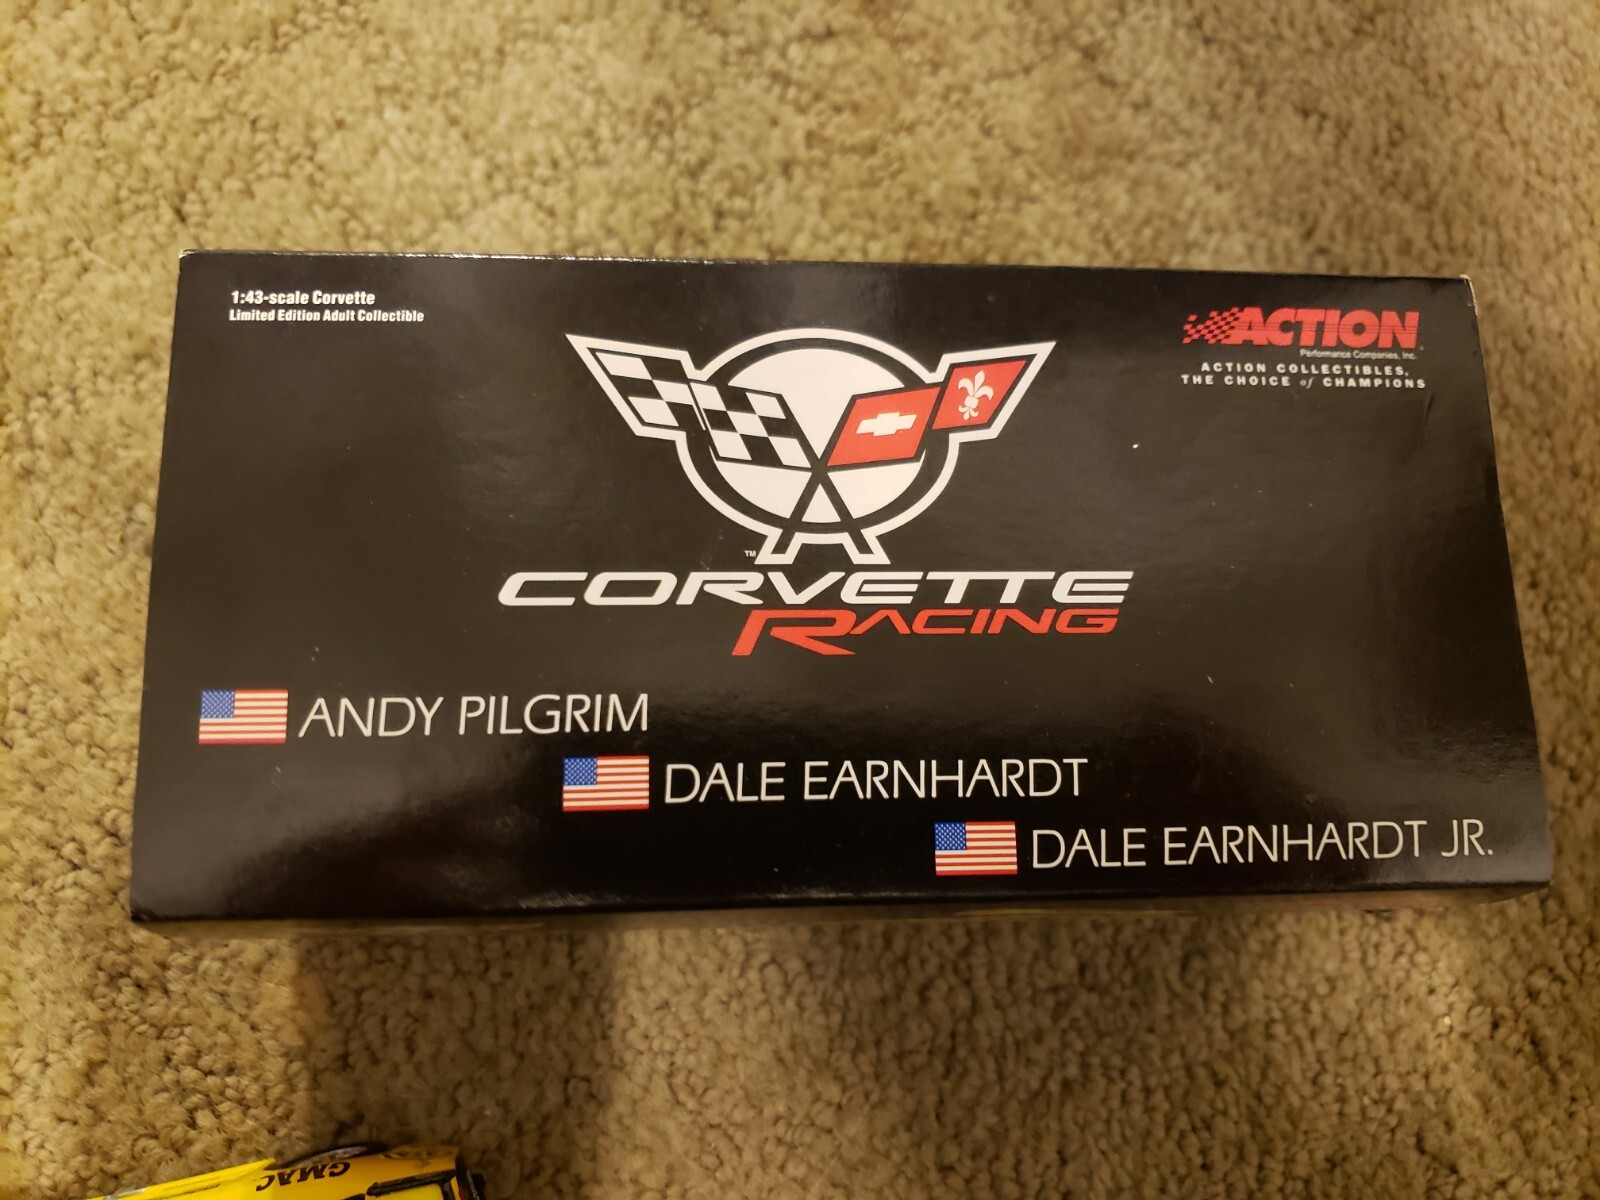 1:43-scale Corvette
Limited Edition Adult Collectible
ACTION
Performance Companies, Inc.
ACTION COLLECTIBLES,
THE CHOICE of CHAMPIONS
TM
CORVETTE
RACING
ANDY PILGRIM
DALE EARNHARDT
DALE EARNHARDT JR.
GMAC